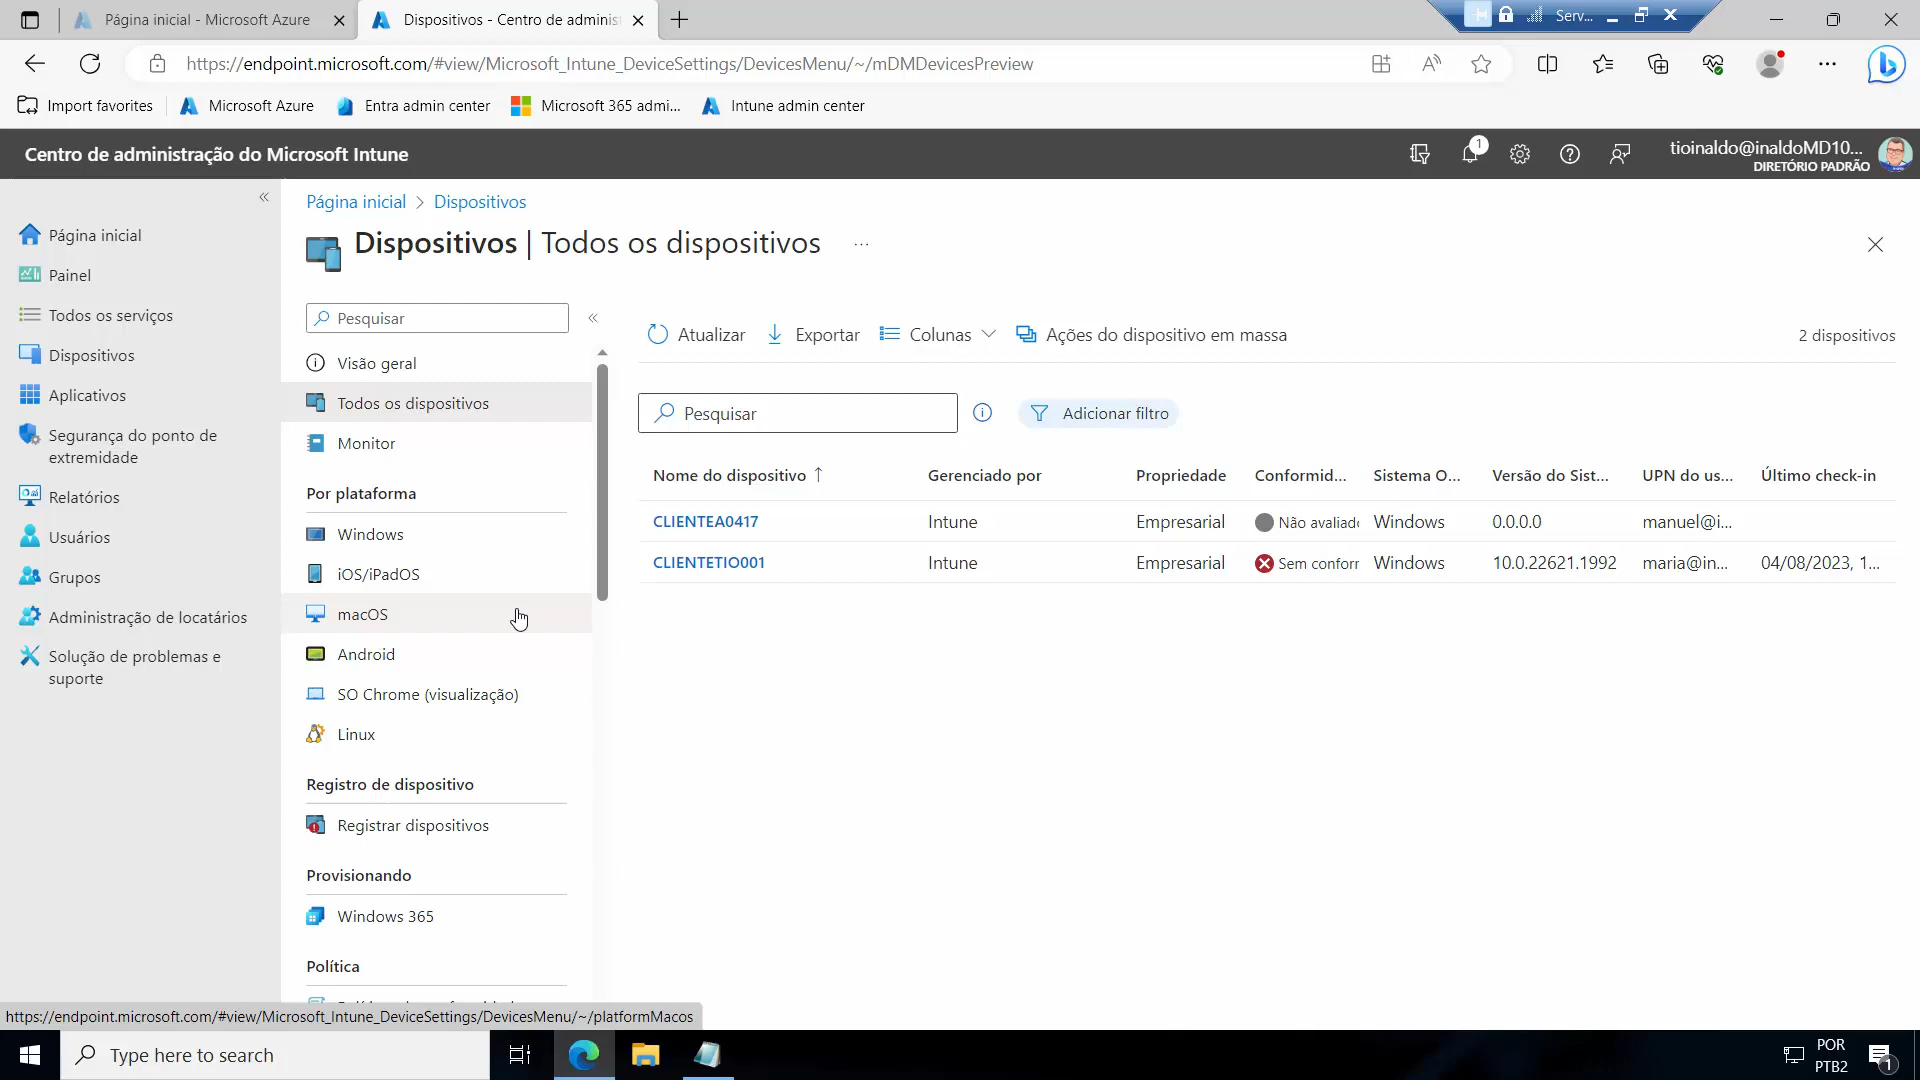 Página inicial - Microsoft Azure
Dispositivos - Centro de adminis
Serv...
https://endpoint.microsoft.com/#view/Microsoft_Intune_DeviceSettings/DevicesMenu/~/mDMDevicesPreview
Import favorites
Microsoft Azure
Entra admin center
Microsoft 365 admi...
Intune admin center
Centro de administração do Microsoft Intune
1
tioinaldo@inaldoMD10...
DIRETÓRIO PADRÃO
Página inicial
Painel
Todos os serviços
Dispositivos
Aplicativos
Segurança do ponto de
extremidade
Relatórios
Usuários
Grupos
Administração de locatários
Solução de problemas e
suporte
Página inicial > Dispositivos
Dispositivos | Todos os dispositivos ...
Pesquisar
Visão geral
Todos os dispositivos
Monitor
Por plataforma
Windows
iOS/iPadOS
macOS
Android
SO Chrome (visualização)
Linux
Registro de dispositivo
Registrar dispositivos
Provisionando
Windows 365
Política
Atualizar Exportar Colunas Ações do dispositivo em massa 2 dispositivos
Pesquisar Adicionar filtro
Nome do dispositivo ↑ Gerenciado por Propriedade Conformid... Sistema O... Versão do Sist... UPN do us... Último check-in
CLIENTEA0417 Intune Empresarial Não avaliado Windows 0.0.0.0 manuel@i...
CLIENTETIO001 Intune Empresarial Sem confor Windows 10.0.22621.1992 maria@in... 04/08/2023, 1...
https://endpoint.microsoft.com/#view/Microsoft_Intune_DeviceSettings/DevicesMenu/~/platformMacos
Type here to search
POR
PTB2
1